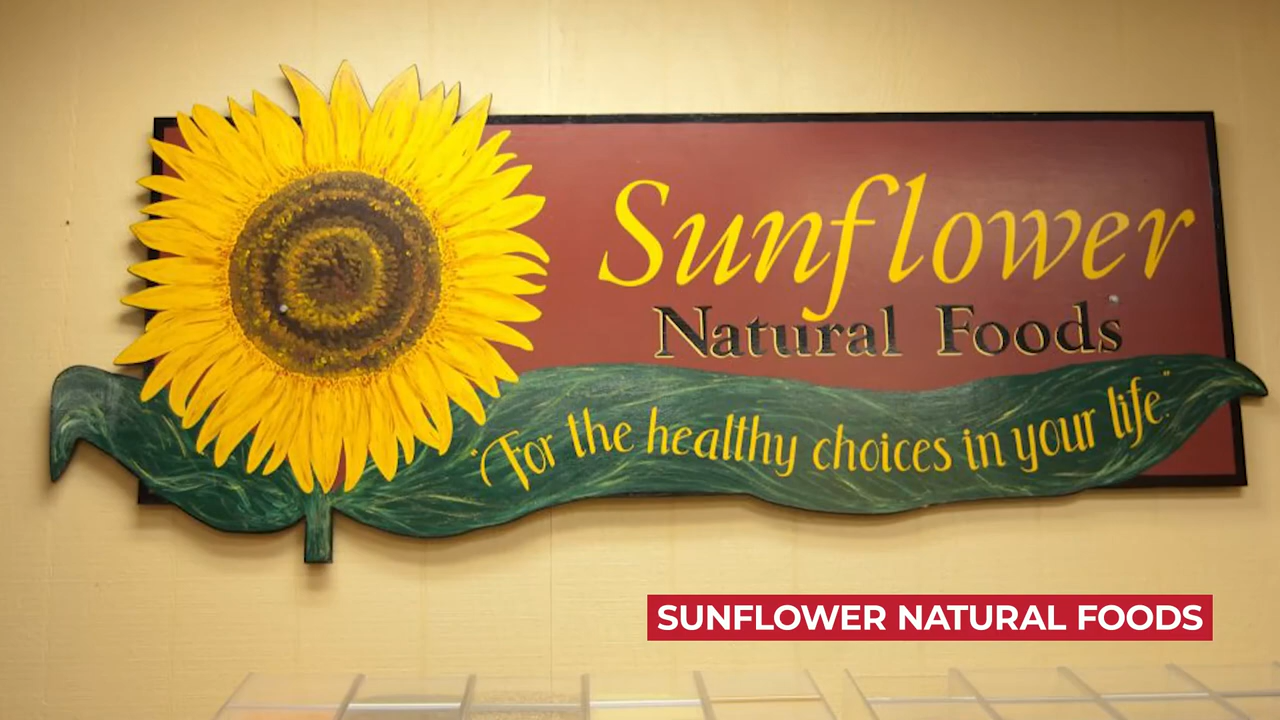 Sunflower
Natural Foods
"For the healthy choices in your life."
SUNFLOWER NATURAL FOODS